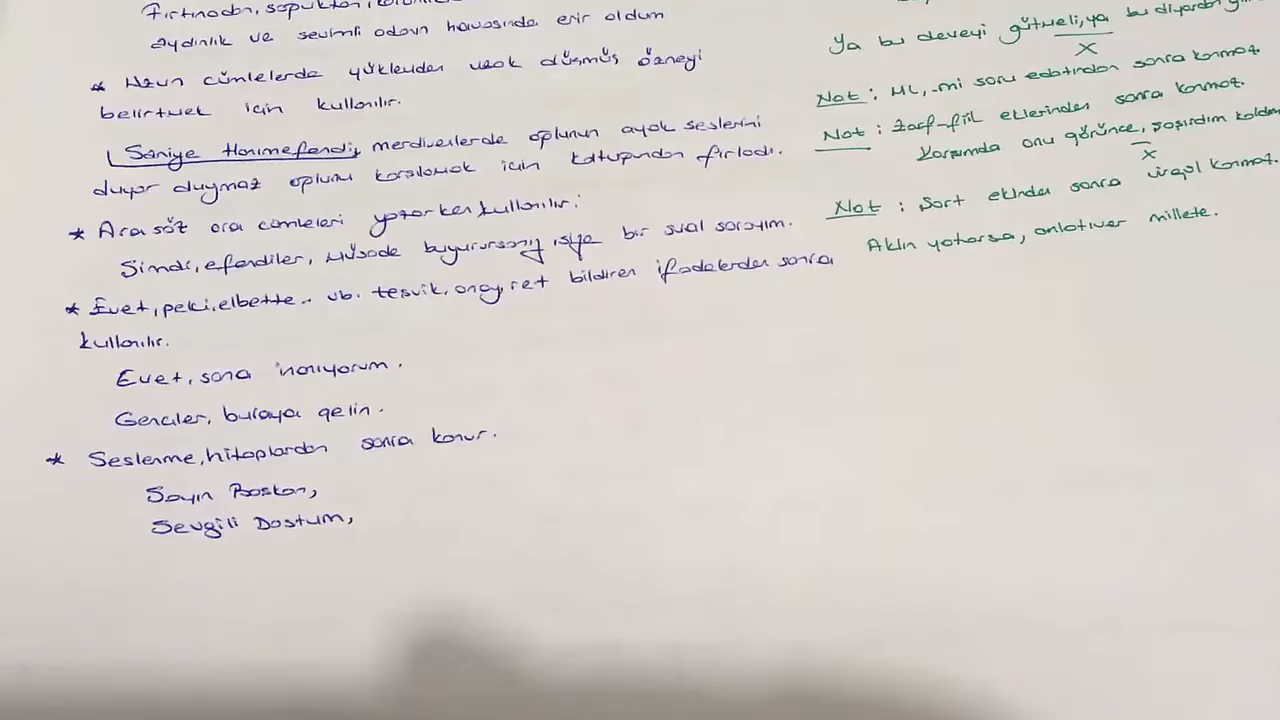 Fırtınadan, soğuktan,
aydınlık ve sevimli odanın havasında erir oldum
* Uzun cümlelerde yüklemden uzak düşmüş özneyi
belirtmek için kullanılır.
Saniye Hanımefendi, merdivenlerde oğlunun ayak seslerini
duyar duymaz oğlunu karşılamak için koltuğundan fırladı.
* Ara söz ara cümleleri yazarken kullanılır.
Şimdi, efendiler, müsade buyurursanız size bir sual sorayım.
* Evet, peki, elbette.. vb. teşvik, onay, ret bildiren ifadelerden sonra
kullanılır.
Evet, sana inanıyorum.
Gençler, buraya gelin.
* Seslenme, hitaplardan sonra konur.
Sayın Başkan,
Sevgili Dostum,
Ya bu deveyi gütmeli, ya bu diyardan
X
Not : Mı, -mi soru edatından sonra konmaz.
Not : Zarf-fiil eklerinden sonra konmaz.
Karşımda onu görünce, şaşırdım
X
Not : Şart ekinden sonra virgül konmaz.
Aklın yatarsa, anlatıver millete.